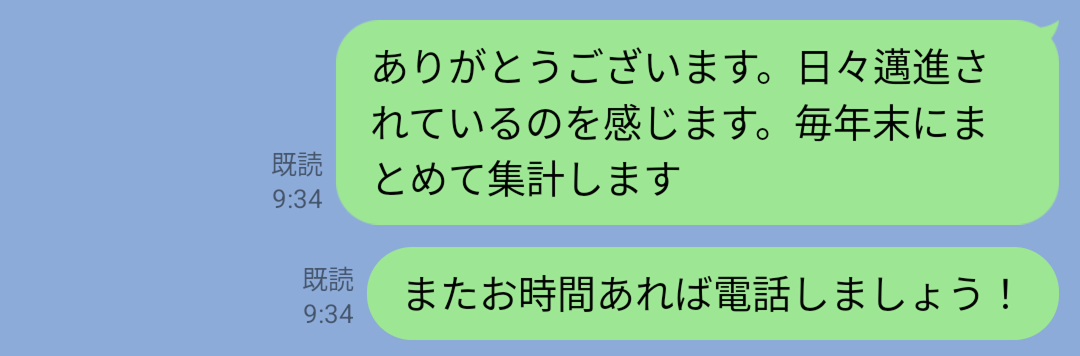 ありがとうございます。日々邁進さ
れているのを感じます。毎年末にま
とめて集計します
既読
9:34
またお時間あれば電話しましょう！
既読
9:34